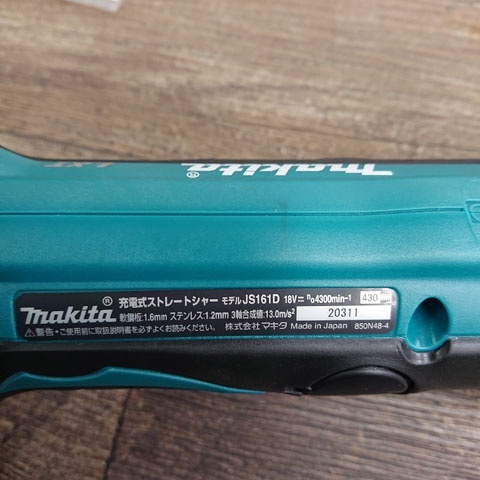 LXT
makita®
makita® 充電式ストレートシャー モデルJS161D 18V⎓ n₀4300min-1 430
軟鋼板:1.6mm ステンレス:1.2mm 3軸合成値:13.0m/s² 20311
⚠警告・ご使用前に取扱説明書を必ずよくお読みください。 株式会社マキタ Made in Japan 850N48-4